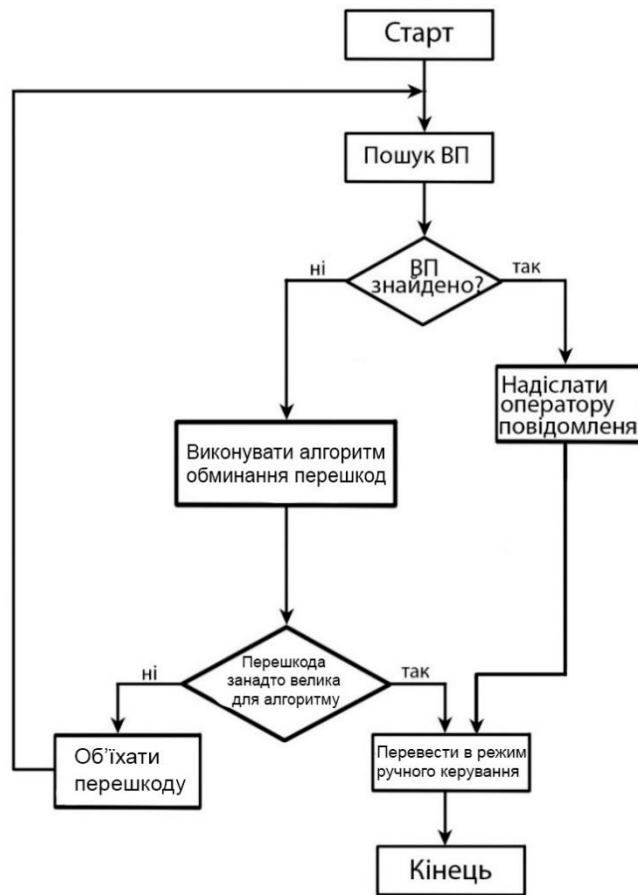 Старт
Пошук ВП
ні
ВП
знайдено?
так
Надіслати
оператору
повідомленя
Виконувати алгоритм
обминання перешкод
ні
Перешкода
занадто велика
для алгоритму
так
Об'їхати
перешкоду
Перевести в режим
ручного керування
Кінець